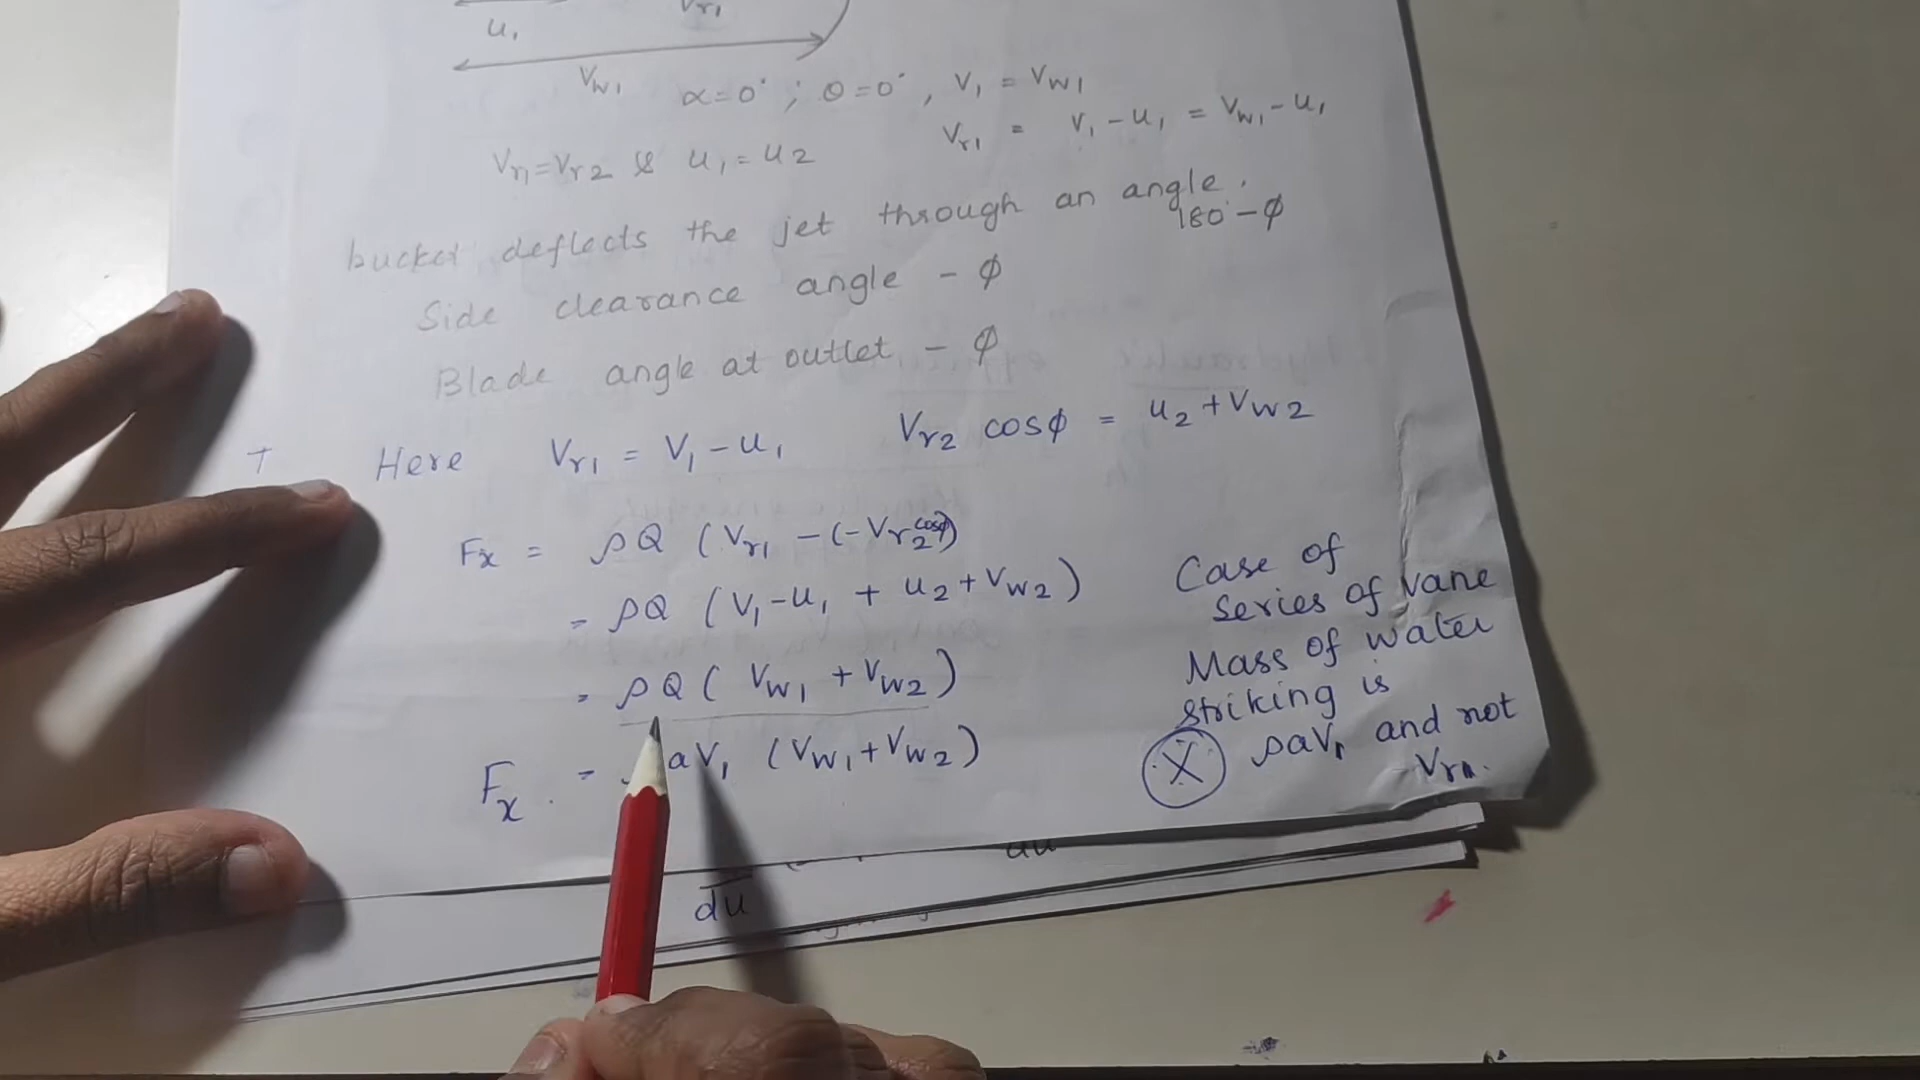 u₁ Vr₁
Vw₁ α=0° ; θ=0° , V₁ = Vw₁
Vr₁ = V₁ - u₁ = Vw₁ - u₁
Vr₁=Vr2 & u₁=u2
bucket deflects the jet through an angle.
180° - ϕ
Side clearance angle - ϕ
Blade angle at outlet - ϕ
Here Vr₁ = V₁ - u₁ Vr2 cosϕ = u2 + Vw2
Fx = ρQ (Vr₁ - (-Vr2 cosϕ)
= ρQ (V₁ - u₁ + u2 + Vw2)
= ρQ ( Vw₁ + Vw2)
Fx = aV₁ (Vw₁ + Vw2)
Case of
series of vane
Mass of water
striking is
X ρaV₁ and not
Vr₁.
du
du